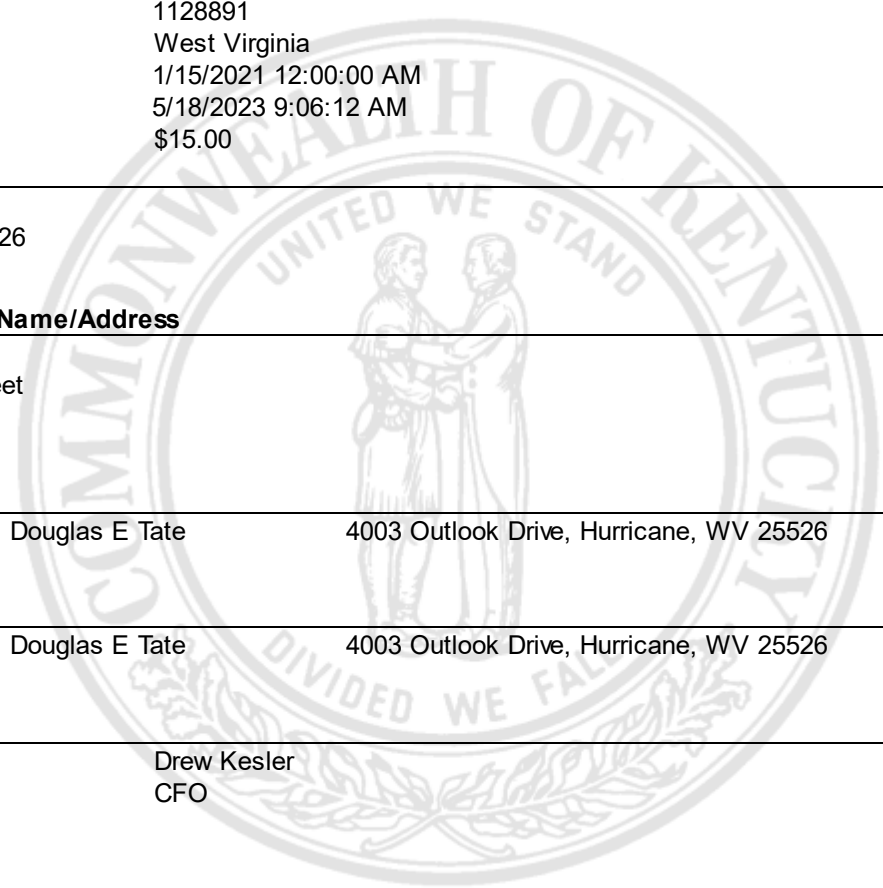 1128891
West Virginia
1/15/2021 12:00:00 AM
5/18/2023 9:06:12 AM
$15.00
26
Name/Address
eet
Douglas E Tate 4003 Outlook Drive, Hurricane, WV 25526
Douglas E Tate 4003 Outlook Drive, Hurricane, WV 25526
Drew Kesler
CFO
COMMONWEALTH OF KENTUCKY
UNITED WE STAND
DIVIDED WE FALL